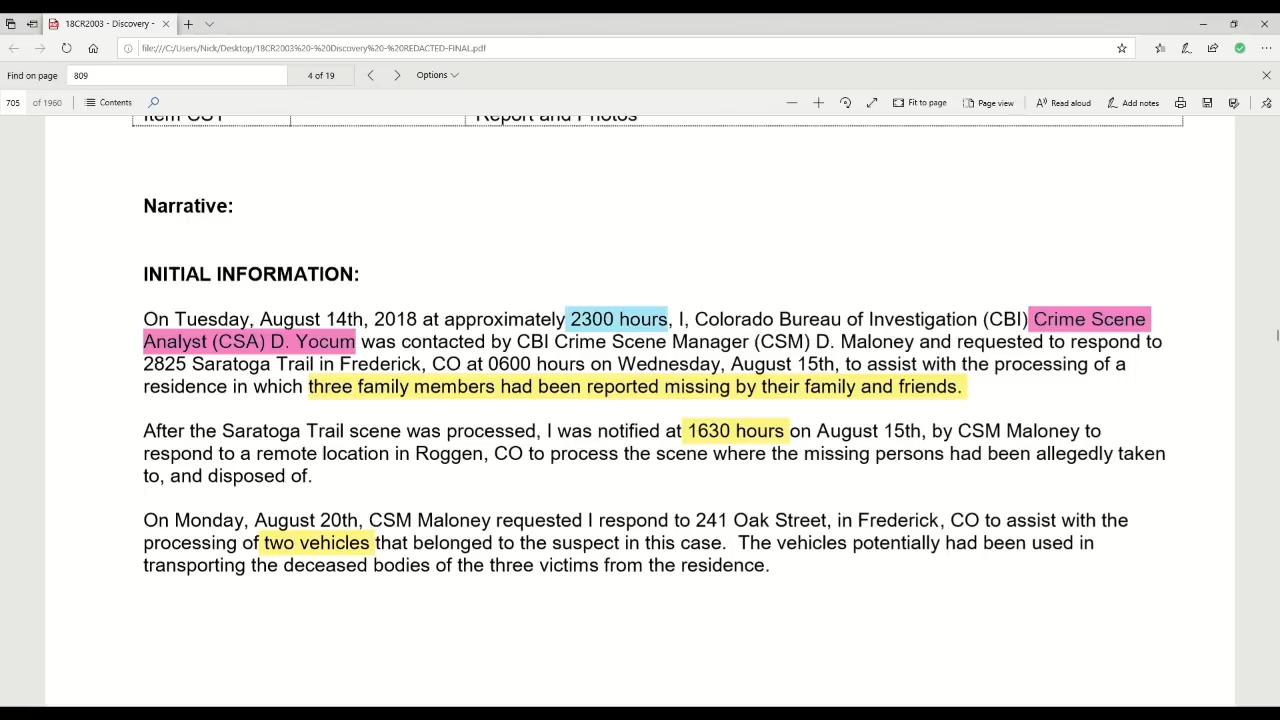 18CR2003 - Discovery -
file:///C:/Users/Nick/Desktop/18CR2003%20-%20Discovery%20-%20REDACTED-FINAL.pdf
Find on page 809 4 of 19 Options
705 of 1960 Contents Fit to page Page view Read aloud Add notes
Item CST Report and Photos
Narrative:
INITIAL INFORMATION:
On Tuesday, August 14th, 2018 at approximately 2300 hours, I, Colorado Bureau of Investigation (CBI) Crime Scene
Analyst (CSA) D. Yocum was contacted by CBI Crime Scene Manager (CSM) D. Maloney and requested to respond to
2825 Saratoga Trail in Frederick, CO at 0600 hours on Wednesday, August 15th, to assist with the processing of a
residence in which three family members had been reported missing by their family and friends.
After the Saratoga Trail scene was processed, I was notified at 1630 hours on August 15th, by CSM Maloney to
respond to a remote location in Roggen, CO to process the scene where the missing persons had been allegedly taken
to, and disposed of.
On Monday, August 20th, CSM Maloney requested I respond to 241 Oak Street, in Frederick, CO to assist with the
processing of two vehicles that belonged to the suspect in this case. The vehicles potentially had been used in
transporting the deceased bodies of the three victims from the residence.